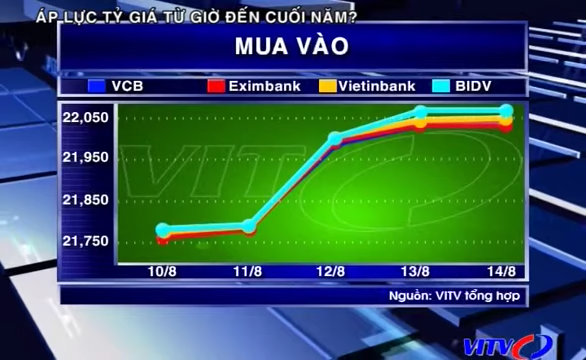 ÁP LỰC TỶ GIÁ TỪ GIỜ ĐẾN CUỐI NĂM?
MUA VÀO
VCB Eximbank Vietinbank BIDV
22,050
21,950
21,850
21,750
10/8 11/8 12/8 13/8 14/8
Nguồn: VITV tổng hợp
VITV